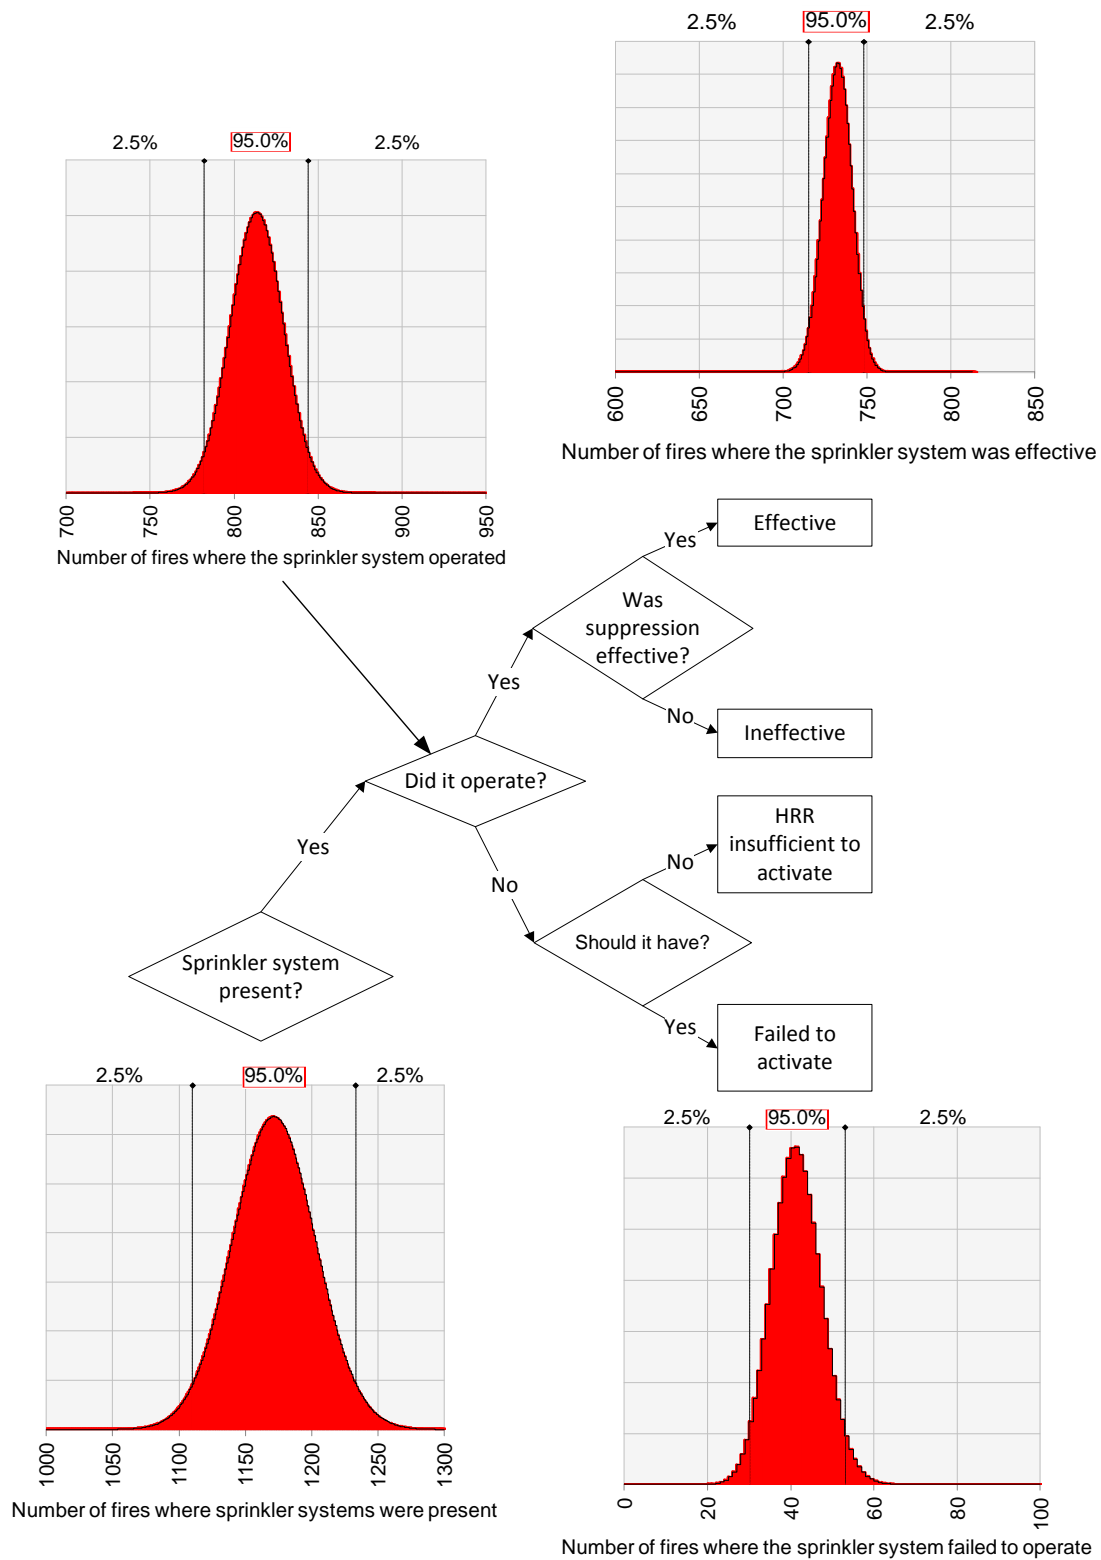 2.5% 95.0% 2.5%
600 700 750 800 850
Number of fires where the sprinkler system was effective
2.5% 95.0% 2.5%
700 750 800 850 900 950
Number of fires where the sprinkler system operated
Effective
Yes
Was
suppression
effective?
Yes
No
Ineffective
Did it operate?
HRR
insufficient to
activate
Yes
No
No
Should it have?
Sprinkler system
present?
Yes
Failed to
activate
2.5% 95.0% 2.5%
1000 1050 1100 1150 1200 1250 1300
Number of fires where sprinkler systems were present
2.5% 95.0% 2.5%
0 20 40 60 80 100
Number of fires where the sprinkler system failed to operate